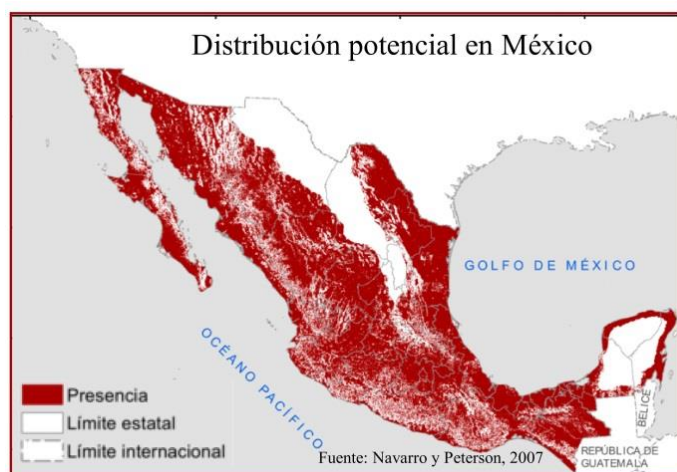 Distribución potencial en México
GOLFO DE MÉXICO
OCÉANO PACÍFICO
Presencia
Límite estatal
Límite internacional
Fuente: Navarro y Peterson, 2007
BELICE
REPÚBLICA DE
GUATEMALA